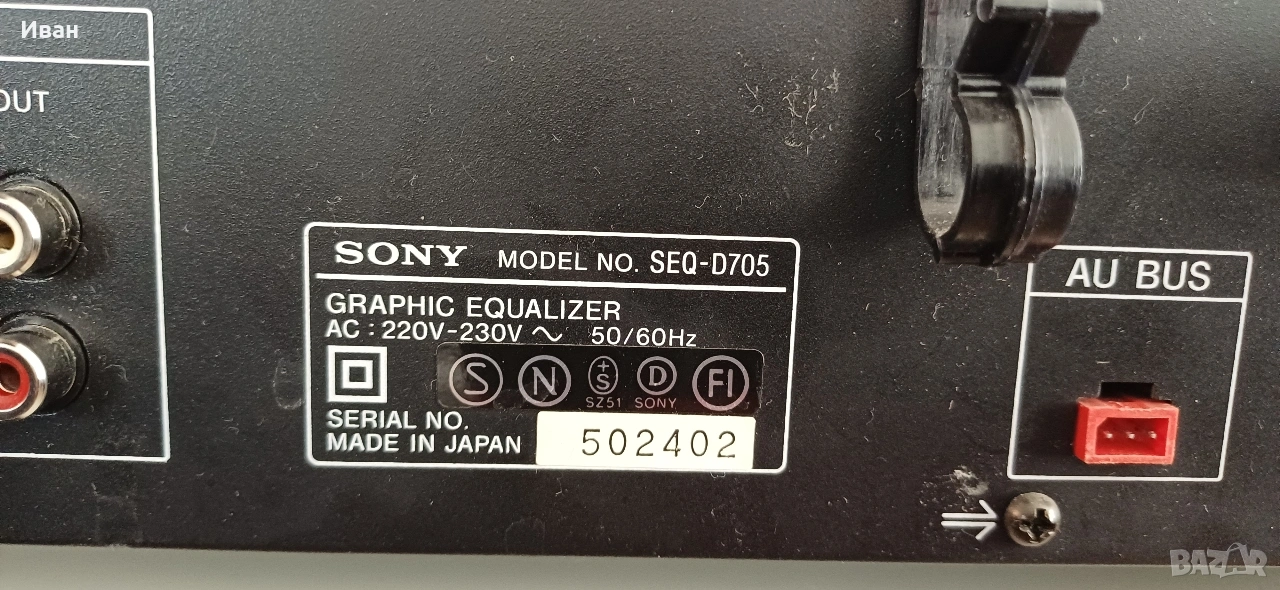 Иван
OUT
SONY MODEL NO. SEQ-D705
GRAPHIC EQUALIZER
AC : 220V-230V ~ 50/60Hz
S N +S D FI
SZ51 SONY
SERIAL NO.
MADE IN JAPAN 502402
AU BUS
BAZAR